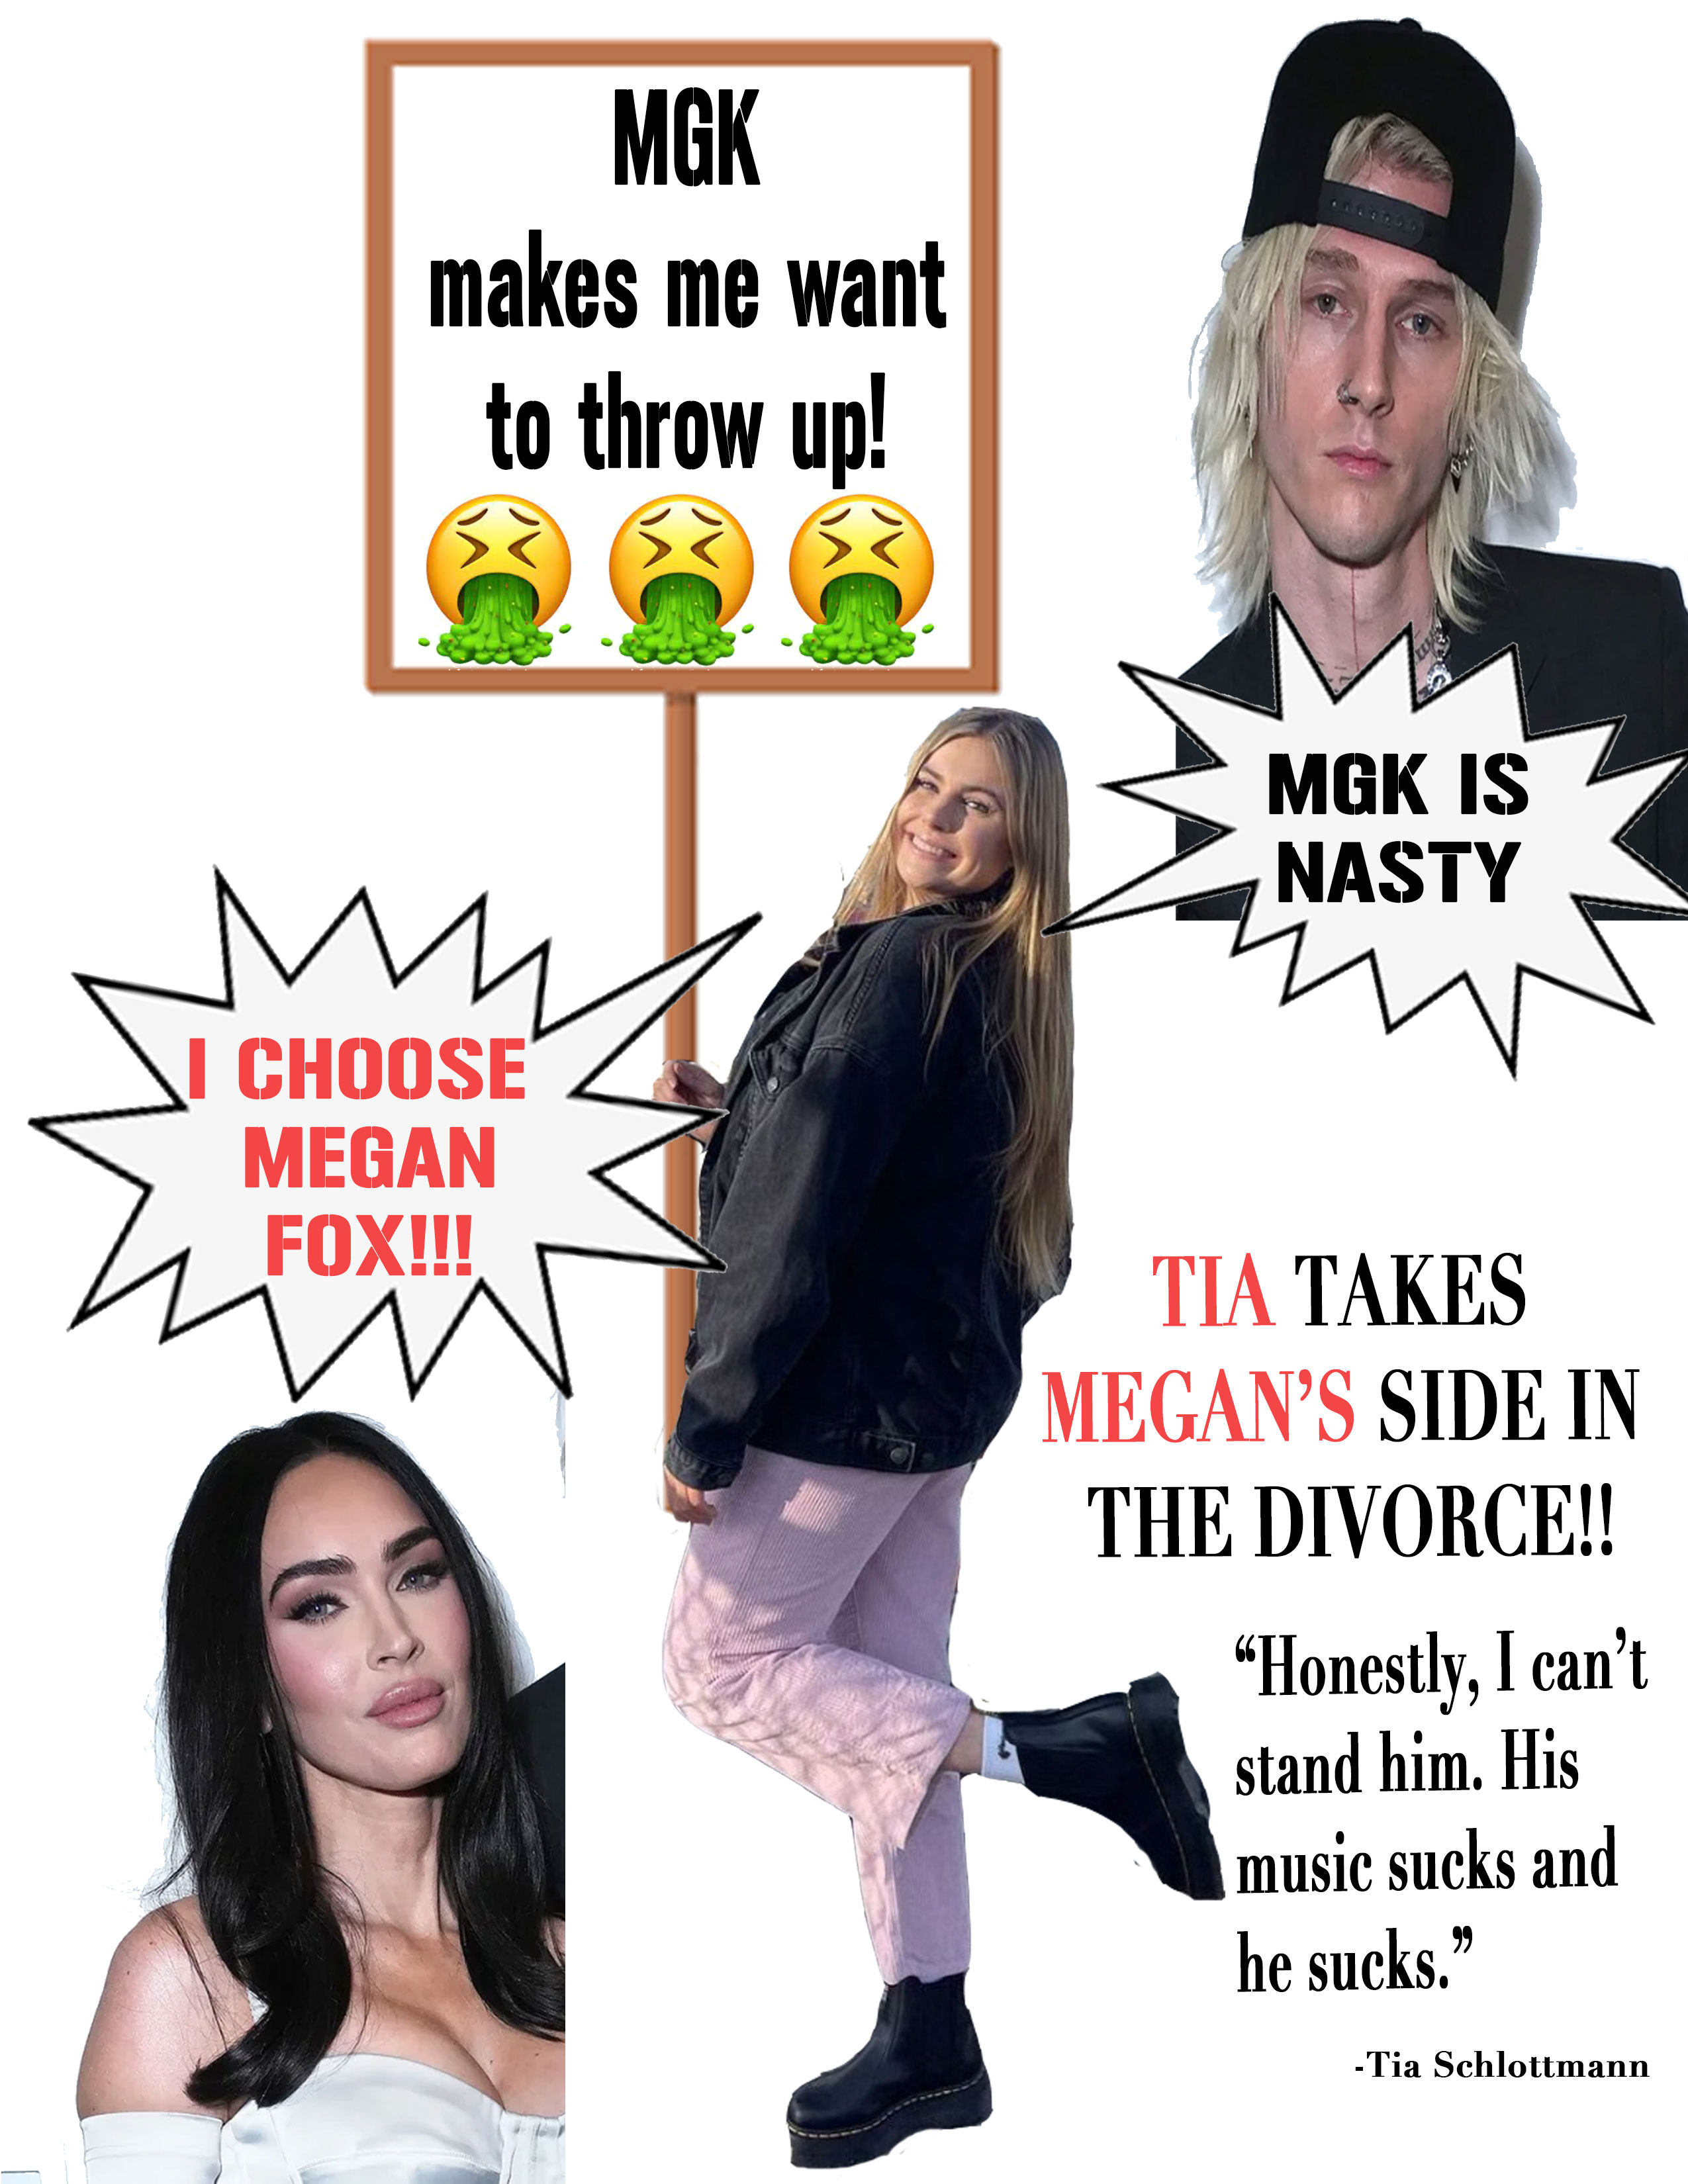 MGK
makes me want
to throw up!
MGK IS
NASTY
I CHOOSE
MEGAN
FOX!!!
TIA TAKES
MEGAN’S SIDE IN
THE DIVORCE!!
“Honestly, I can’t
stand him. His
music sucks and
he sucks.”
-Tia Schlottmann